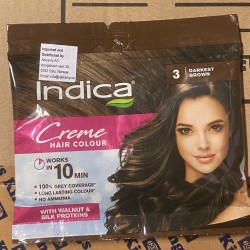 Imported and
Distributed by :
Indica
3
DARKEST
BROWN
Creme
HAIR COLOUR
WORKS
IN
10 MIN
• 100% GREY COVERAGE*
• LONG LASTING COLOUR*
• NO AMMONIA
WITH WALNUT &
SILK PROTEINS